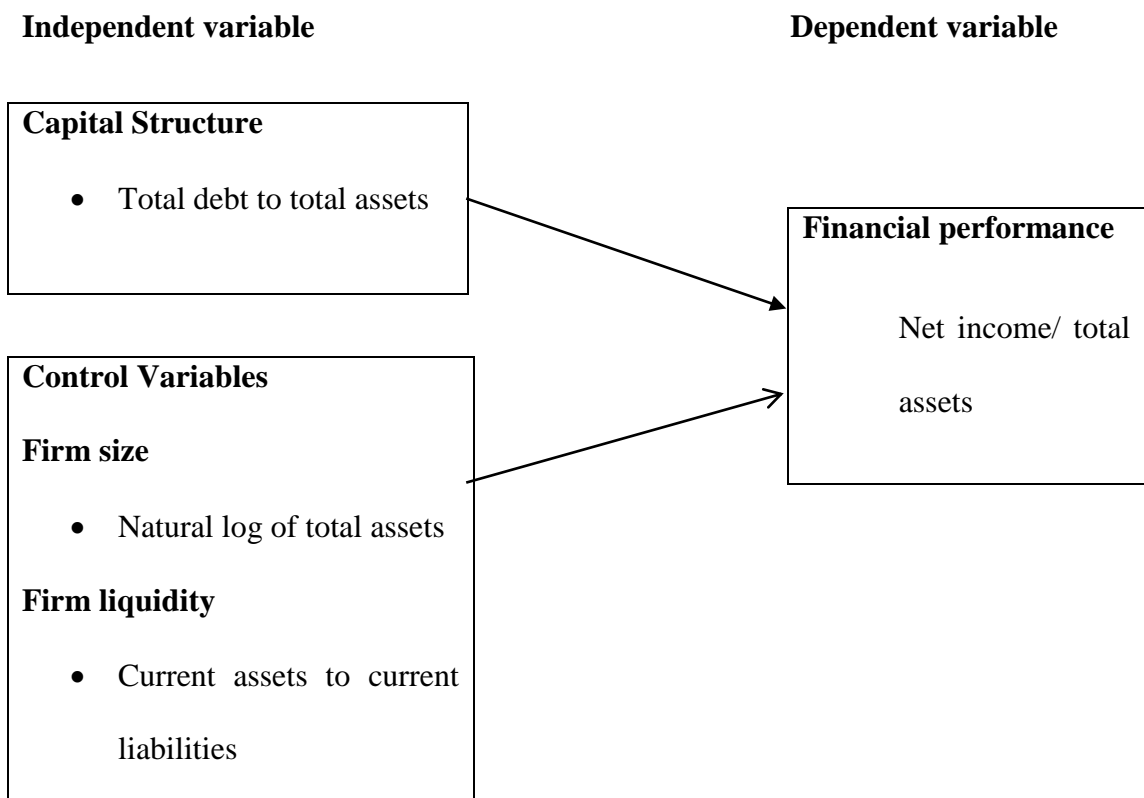 Independent variable
Dependent variable
Capital Structure
• Total debt to total assets
Financial performance
Net income/ total
assets
Control Variables
Firm size
• Natural log of total assets
Firm liquidity
• Current assets to current
liabilities